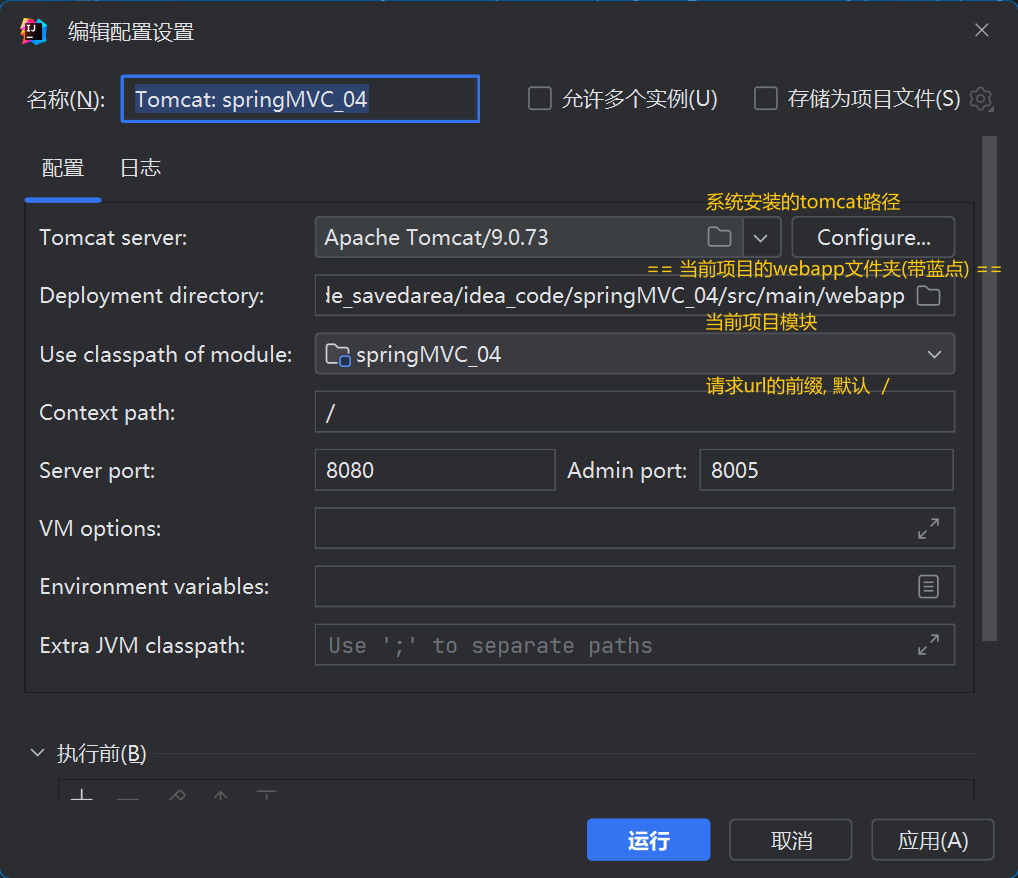 编辑配置设置
名称(N):
Tomcat: springMVC_04
允许多个实例(U)
存储为项目文件(S)
配置
日志
系统安装的tomcat路径
Tomcat server:
Apache Tomcat/9.0.73
Configure...
== 当前项目的webapp文件夹(带蓝点) ==
Deployment directory:
de_savedarea/idea_code/springMVC_04/src/main/webapp
当前项目模块
Use classpath of module:
springMVC_04
请求url的前缀, 默认 /
Context path:
/
Server port:
8080
Admin port:
8005
VM options:
Environment variables:
Extra JVM classpath:
Use ';' to separate paths
执行前(B)
运行
取消
应用(A)